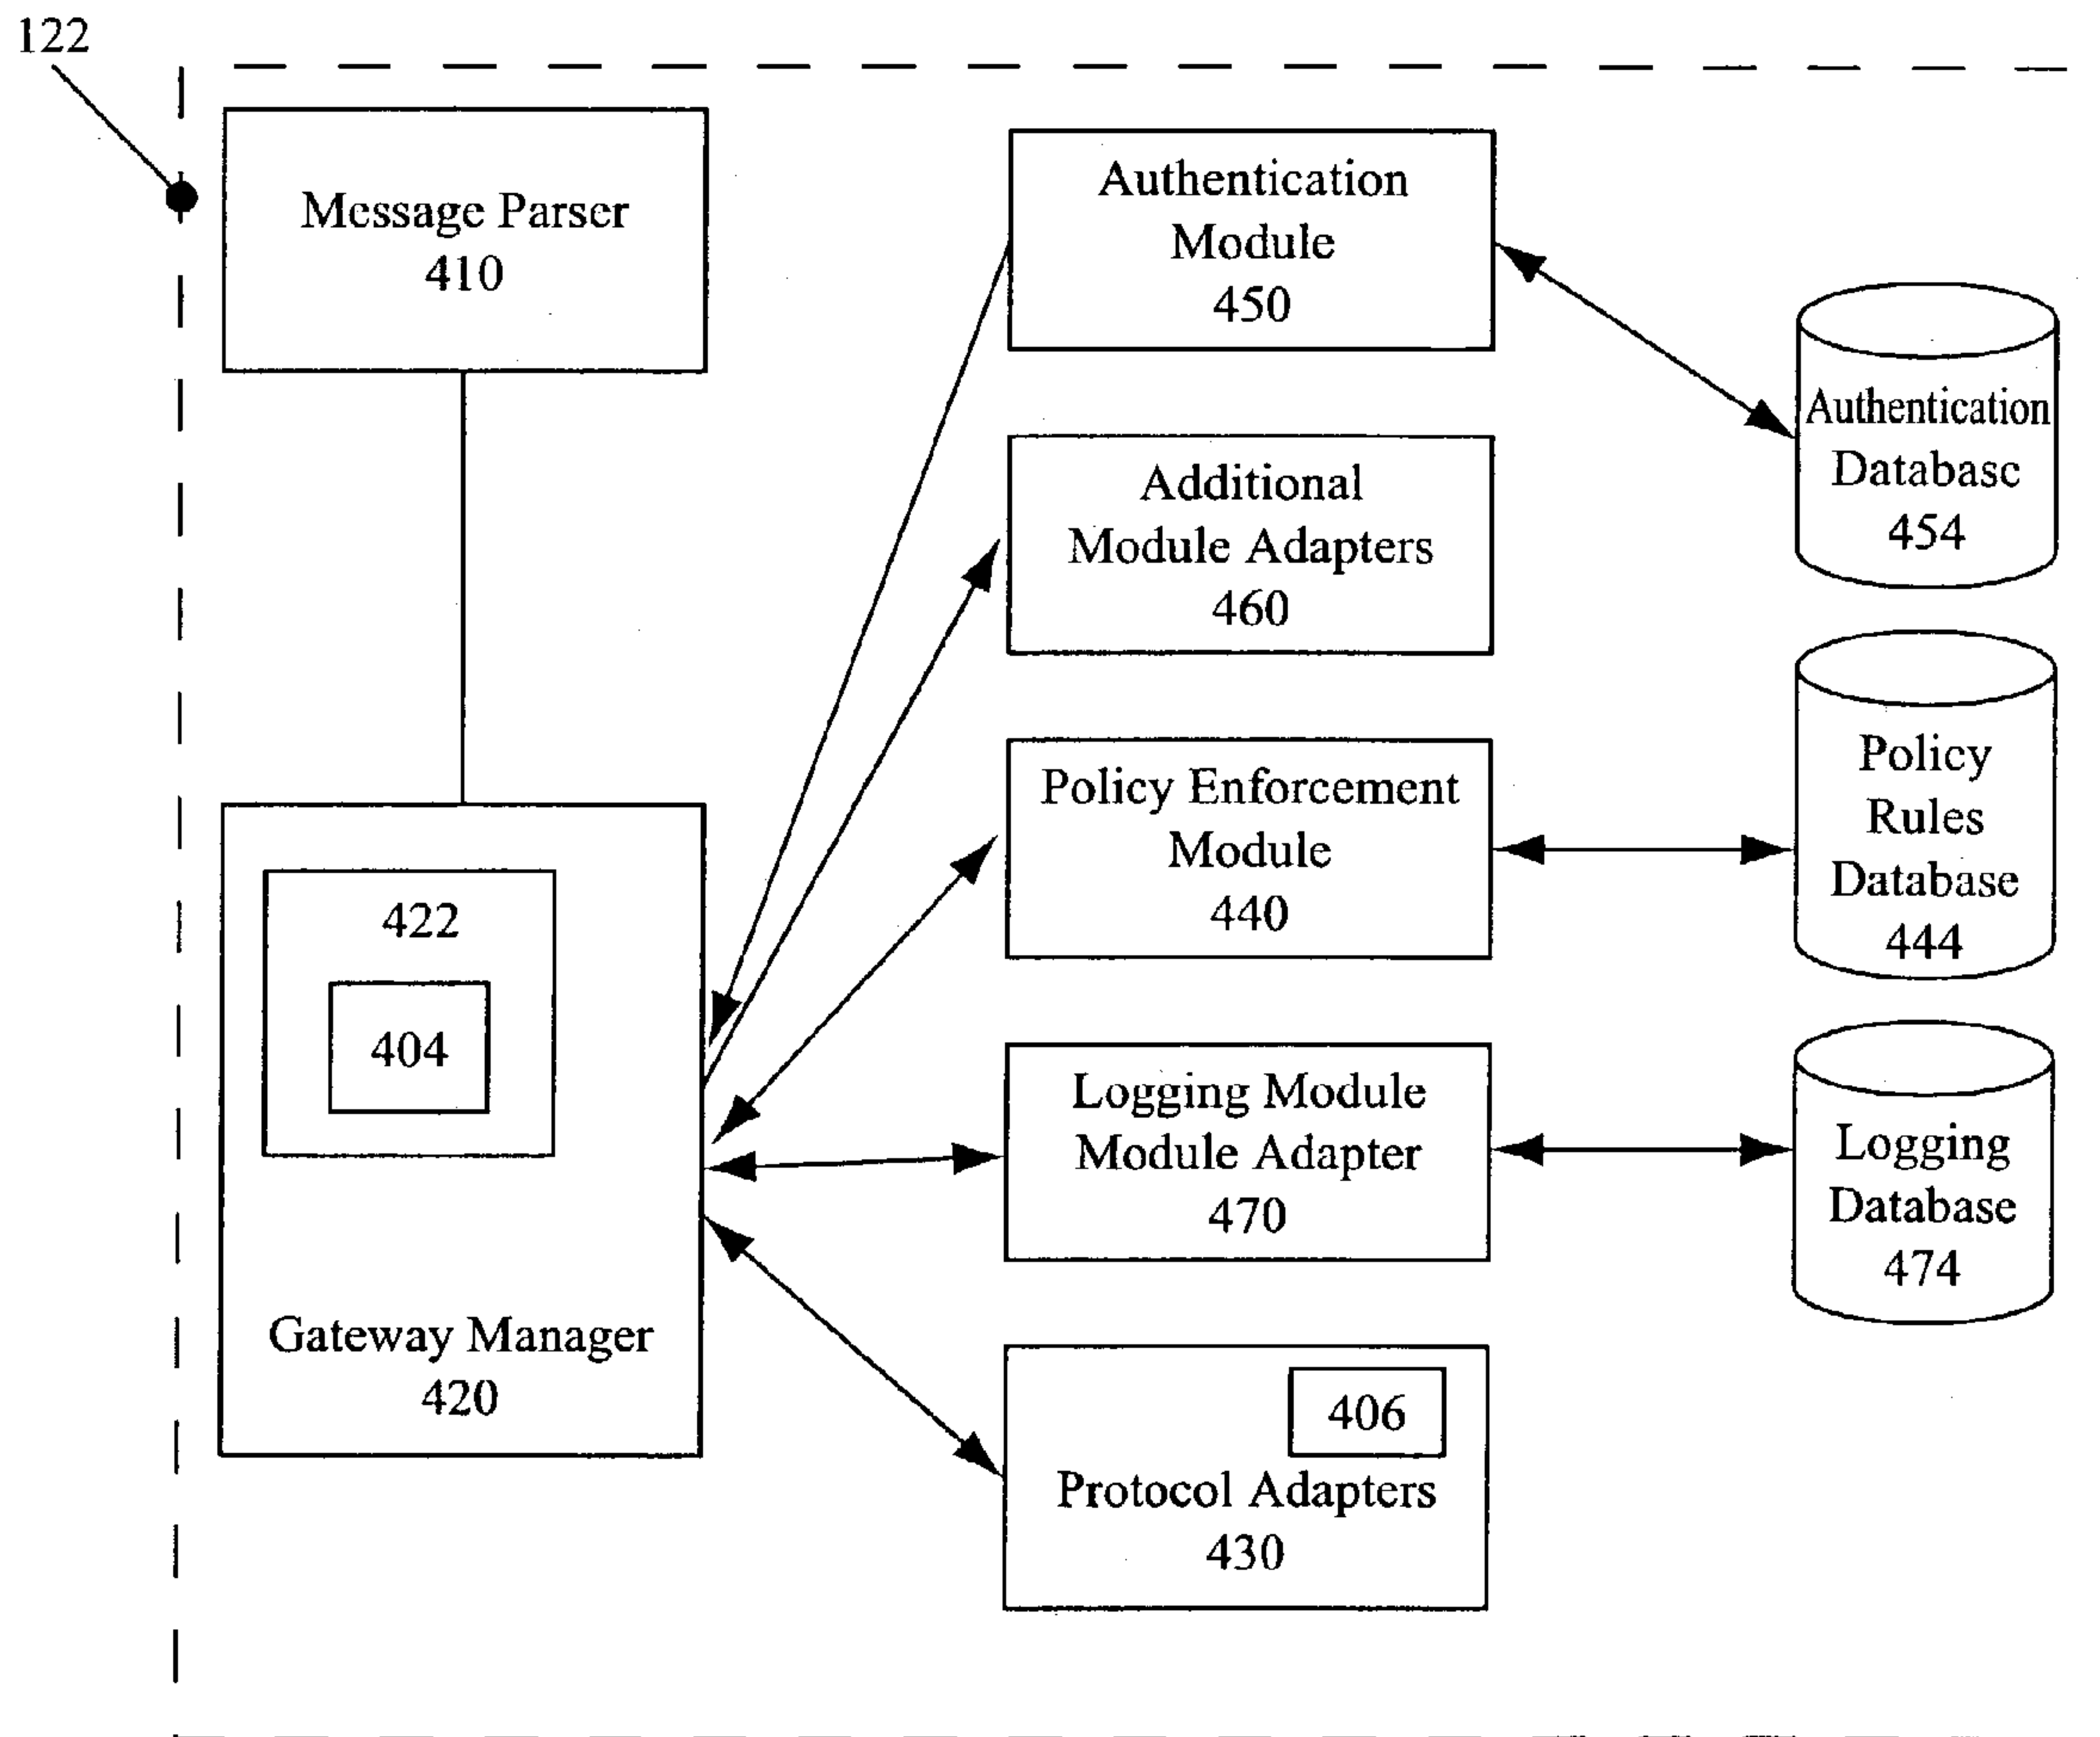 122
Message Parser
410
Authentication
Module
450
Authentication
Database
454
Additional
Module Adapters
460
Policy Enforcement
Module
440
Policy
Rules
Database
444
422
404
Gateway Manager
420
Logging Module
Module Adapter
470
Logging
Database
474
406
Protocol Adapters
430